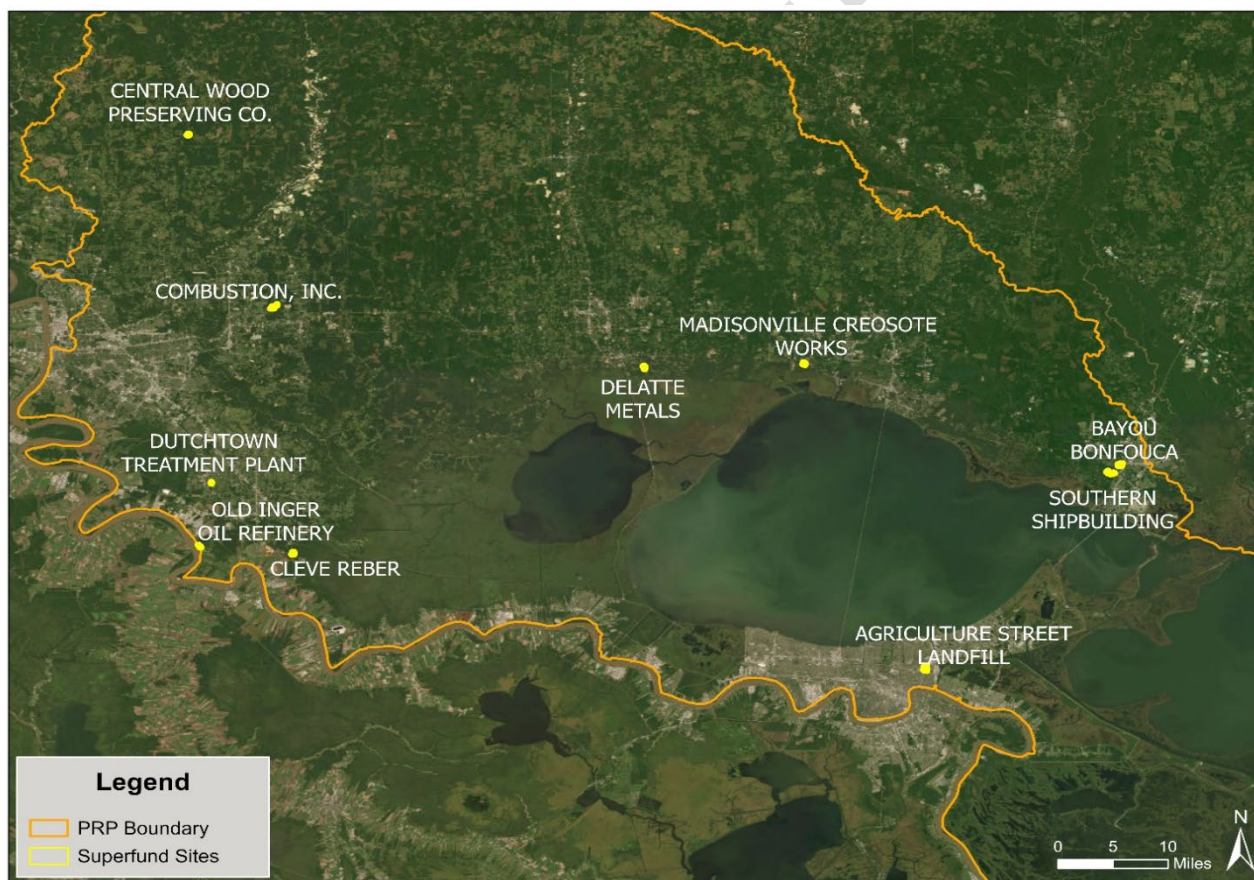 CENTRAL WOOD
PRESERVING CO.
COMBUSTION, INC.
MADISONVILLE CREOSOTE
WORKS
DELATTE
METALS
DUTCHTOWN
TREATMENT PLANT
BAYOU
BONFOUCA
OLD INGER
OIL REFINERY
SOUTHERN
SHIPBUILDING
CLEVE REBER
AGRICULTURE STREET
LANDFILL
Legend
PRP Boundary
Superfund Sites
N
0 5 10
Miles